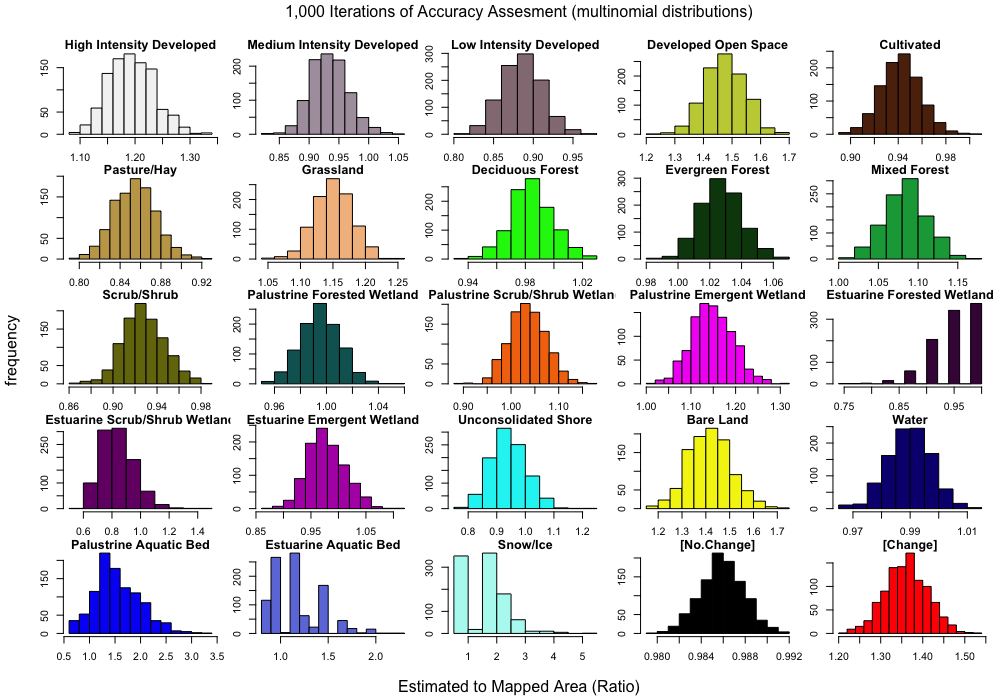 1,000 Iterations of Accuracy Assesment (multinomial distributions)
High Intensity Developed
Medium Intensity Developed
Low Intensity Developed
Developed Open Space
Cultivated
0 50 150
0 100 200
0 100 200 300
0 100 250
0 100 250
1.10 1.20 1.30
0.85 0.90 0.95 1.00 1.05
0.80 0.85 0.90 0.95
1.2 1.3 1.4 1.5 1.6 1.7
0.90 0.94 0.98
Pasture/Hay
Grassland
Deciduous Forest
Evergreen Forest
Mixed Forest
0 50 150
0 100 250
0 100 200
0 100 200 300
0 100 200 300
0.80 0.84 0.88 0.92
1.05 1.10 1.15 1.20 1.25
0.94 0.96 0.98 1.00 1.02
0.98 1.00 1.02 1.04 1.06
1.00 1.05 1.10 1.15
Scrub/Shrub
Palustrine Forested Wetland
Palustrine Scrub/Shrub Wetlan
Palustrine Emergent Wetland
Estuarine Forested Wetland
0 50 150
0 100 250
0 50 150
0 50 100 150
0 100 300
0.86 0.90 0.94 0.98
0.96 1.00 1.04
0.90 1.00 1.10
1.00 1.10 1.20 1.30
0.75 0.85 0.95
Estuarine Scrub/Shrub Wetland
Estuarine Emergent Wetland
Unconsolidated Shore
Bare Land
Water
0 100 250
0 100 200 300
0 100 250
0 50 150
0 100 200
0.6 0.8 1.0 1.2 1.4
0.85 0.95 1.05
0.8 0.9 1.0 1.1 1.2
1.2 1.3 1.4 1.5 1.6 1.7
0.97 0.99 1.01
Palustrine Aquatic Bed
Estuarine Aquatic Bed
Snow/Ice
[No.Change]
[Change]
0 50 150
0 100 200
0 100 300
0 50 150
0 50 150
0.5 1.0 1.5 2.0 2.5 3.0 3.5
1.0 1.5 2.0
1 2 3 4 5
0.980 0.984 0.988 0.992
1.20 1.30 1.40 1.50
frequency
Estimated to Mapped Area (Ratio)